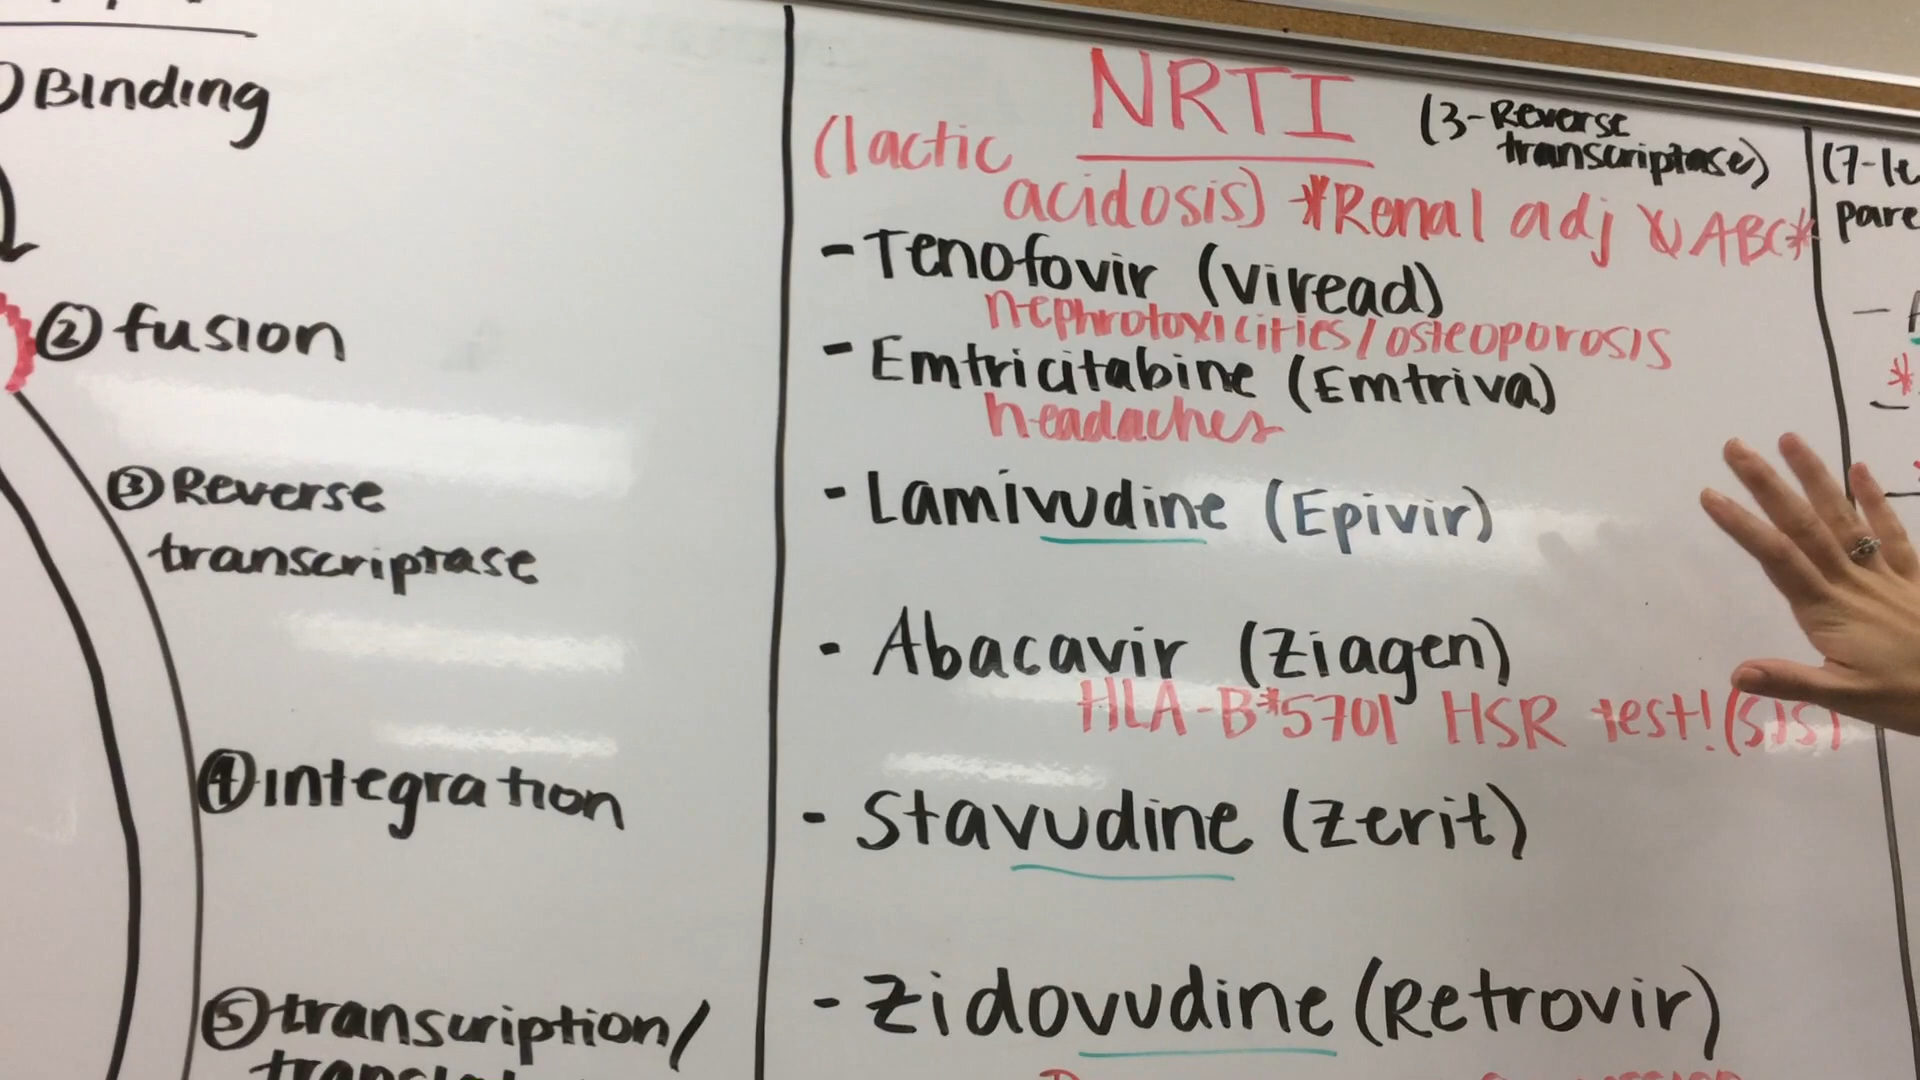 Binding
② fusion
③ Reverse
transcriptase
④ integration
⑤ transcription/
NRTI
(3-Reverse
transcriptase)
(lactic
acidosis) *Renal adj ABC*
- Tenofovir (Viread)
nephrotoxicities/osteoporosis
- Emtricitabine (Emtriva)
headaches
- Lamivudine (Epivir)
- Abacavir (Ziagen)
HLA-B*5701 HSR test! (SJS)
- Stavudine (Zerit)
- Zidovudine (Retrovir)
(7-